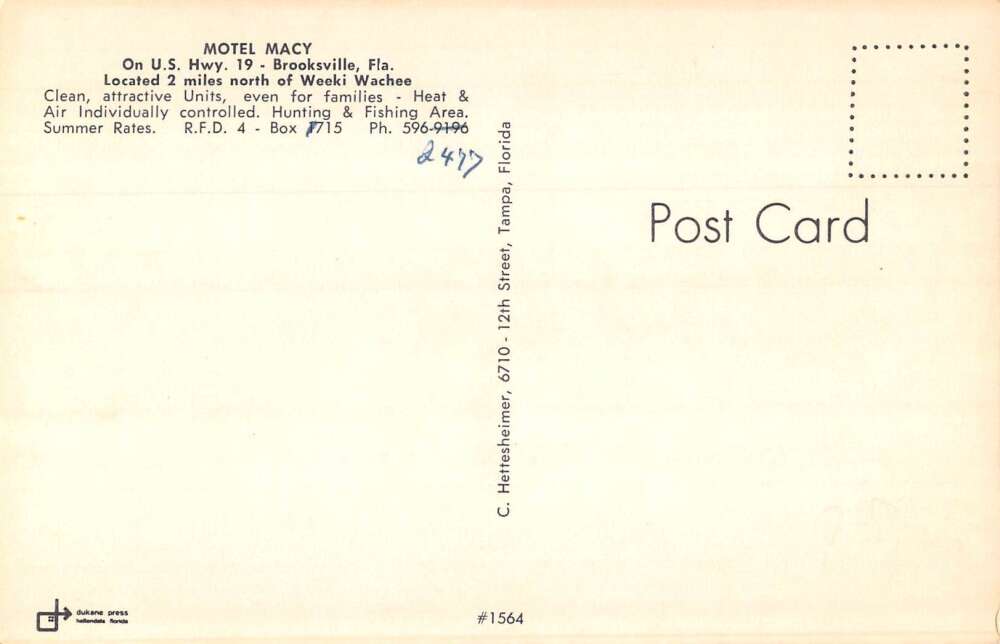 MOTEL MACY
On U.S. Hwy. 19 - Brooksville, Fla.
Located 2 miles north of Weeki Wachee
Clean, attractive Units, even for families - Heat &
Air Individually controlled. Hunting & Fishing Area.
Summer Rates. R.F.D. 4 - Box 1715 Ph. 596-9196
2477
C. Hettesheimer, 6710 - 12th Street, Tampa, Florida
Post Card
dukane press
hallandale florida
#1564